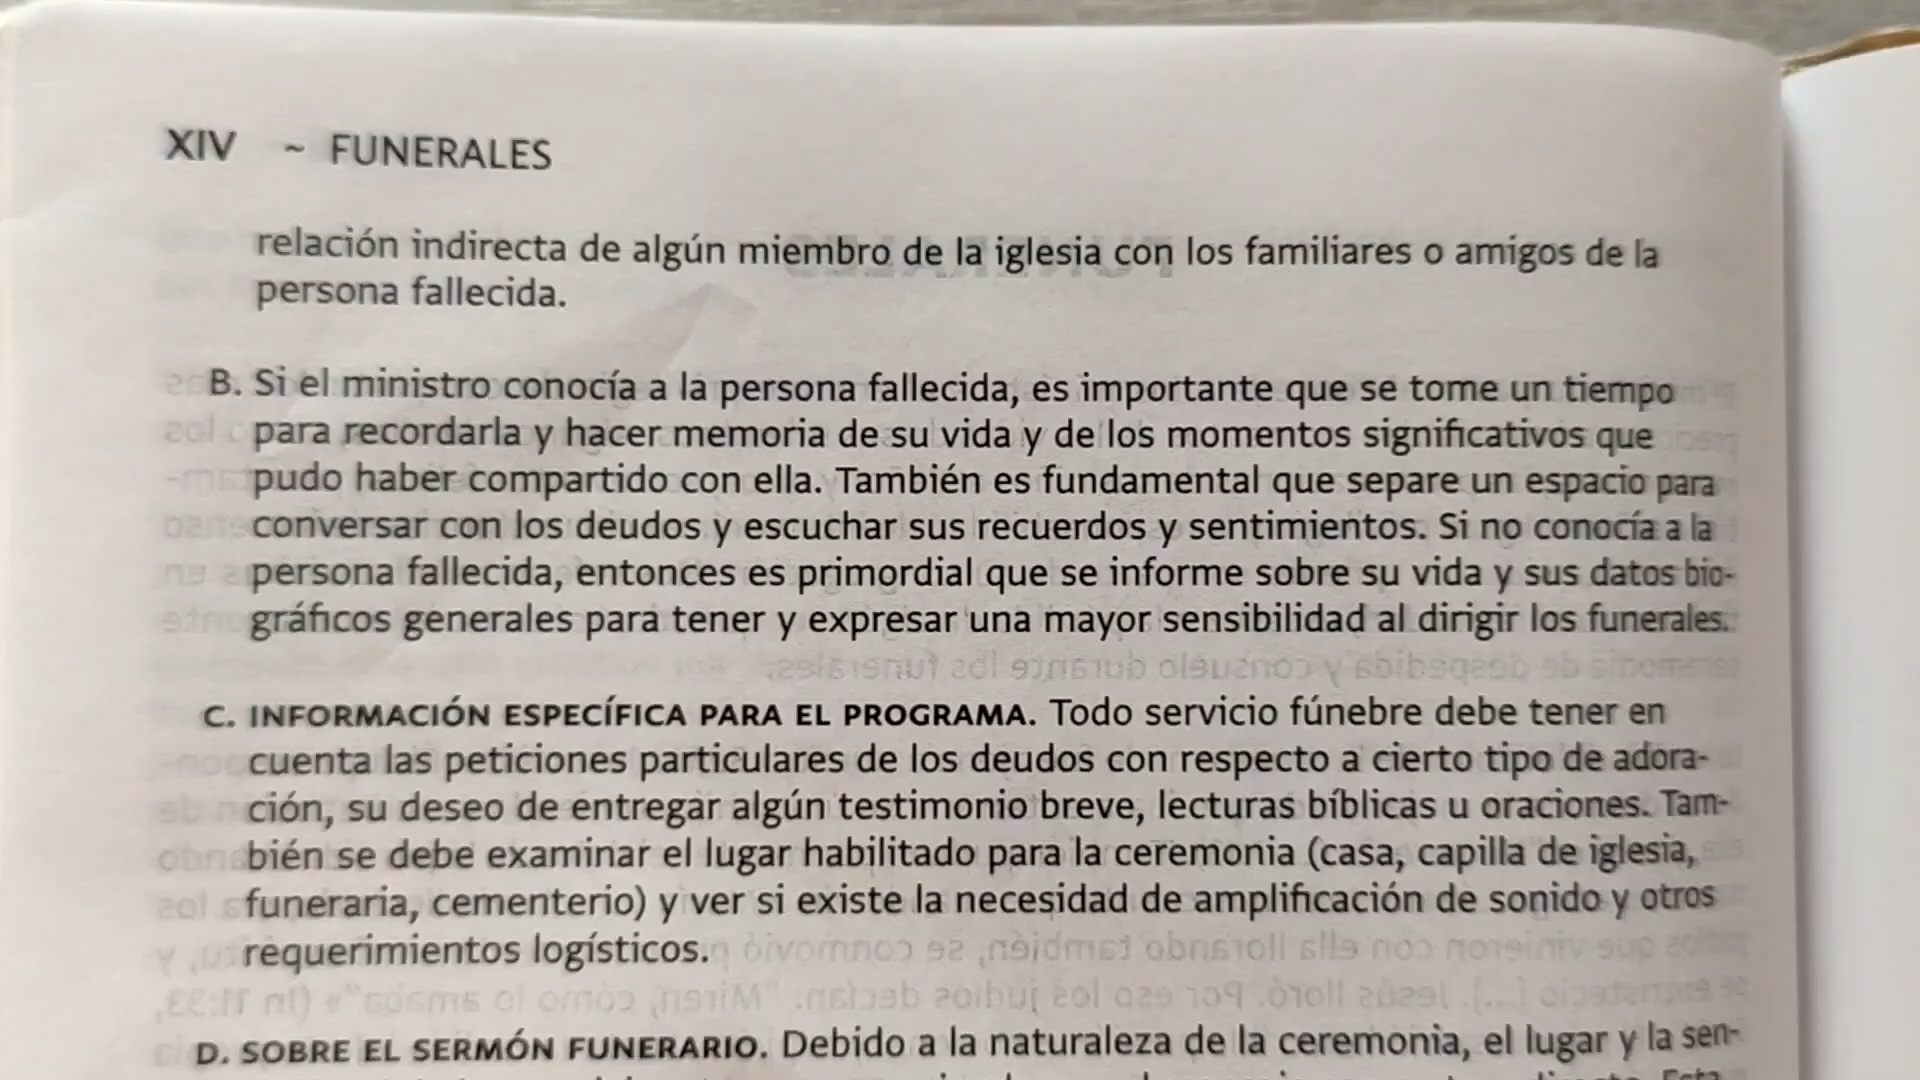 XIV ~ FUNERALES
relación indirecta de algún miembro de la iglesia con los familiares o amigos de la
persona fallecida.
B. Si el ministro conocía a la persona fallecida, es importante que se tome un tiempo
para recordarla y hacer memoria de su vida y de los momentos significativos que
pudo haber compartido con ella. También es fundamental que separe un espacio para
conversar con los deudos y escuchar sus recuerdos y sentimientos. Si no conocía a la
persona fallecida, entonces es primordial que se informe sobre su vida y sus datos bio-
gráficos generales para tener y expresar una mayor sensibilidad al dirigir los funerales.
C. INFORMACIÓN ESPECÍFICA PARA EL PROGRAMA. Todo servicio fúnebre debe tener en
cuenta las peticiones particulares de los deudos con respecto a cierto tipo de adora-
ción, su deseo de entregar algún testimonio breve, lecturas bíblicas u oraciones. Tam-
bién se debe examinar el lugar habilitado para la ceremonia (casa, capilla de iglesia,
funeraria, cementerio) y ver si existe la necesidad de amplificación de sonido y otros
requerimientos logísticos.
D. SOBRE EL SERMÓN FUNERARIO. Debido a la naturaleza de la ceremonia, el lugar y la sen-